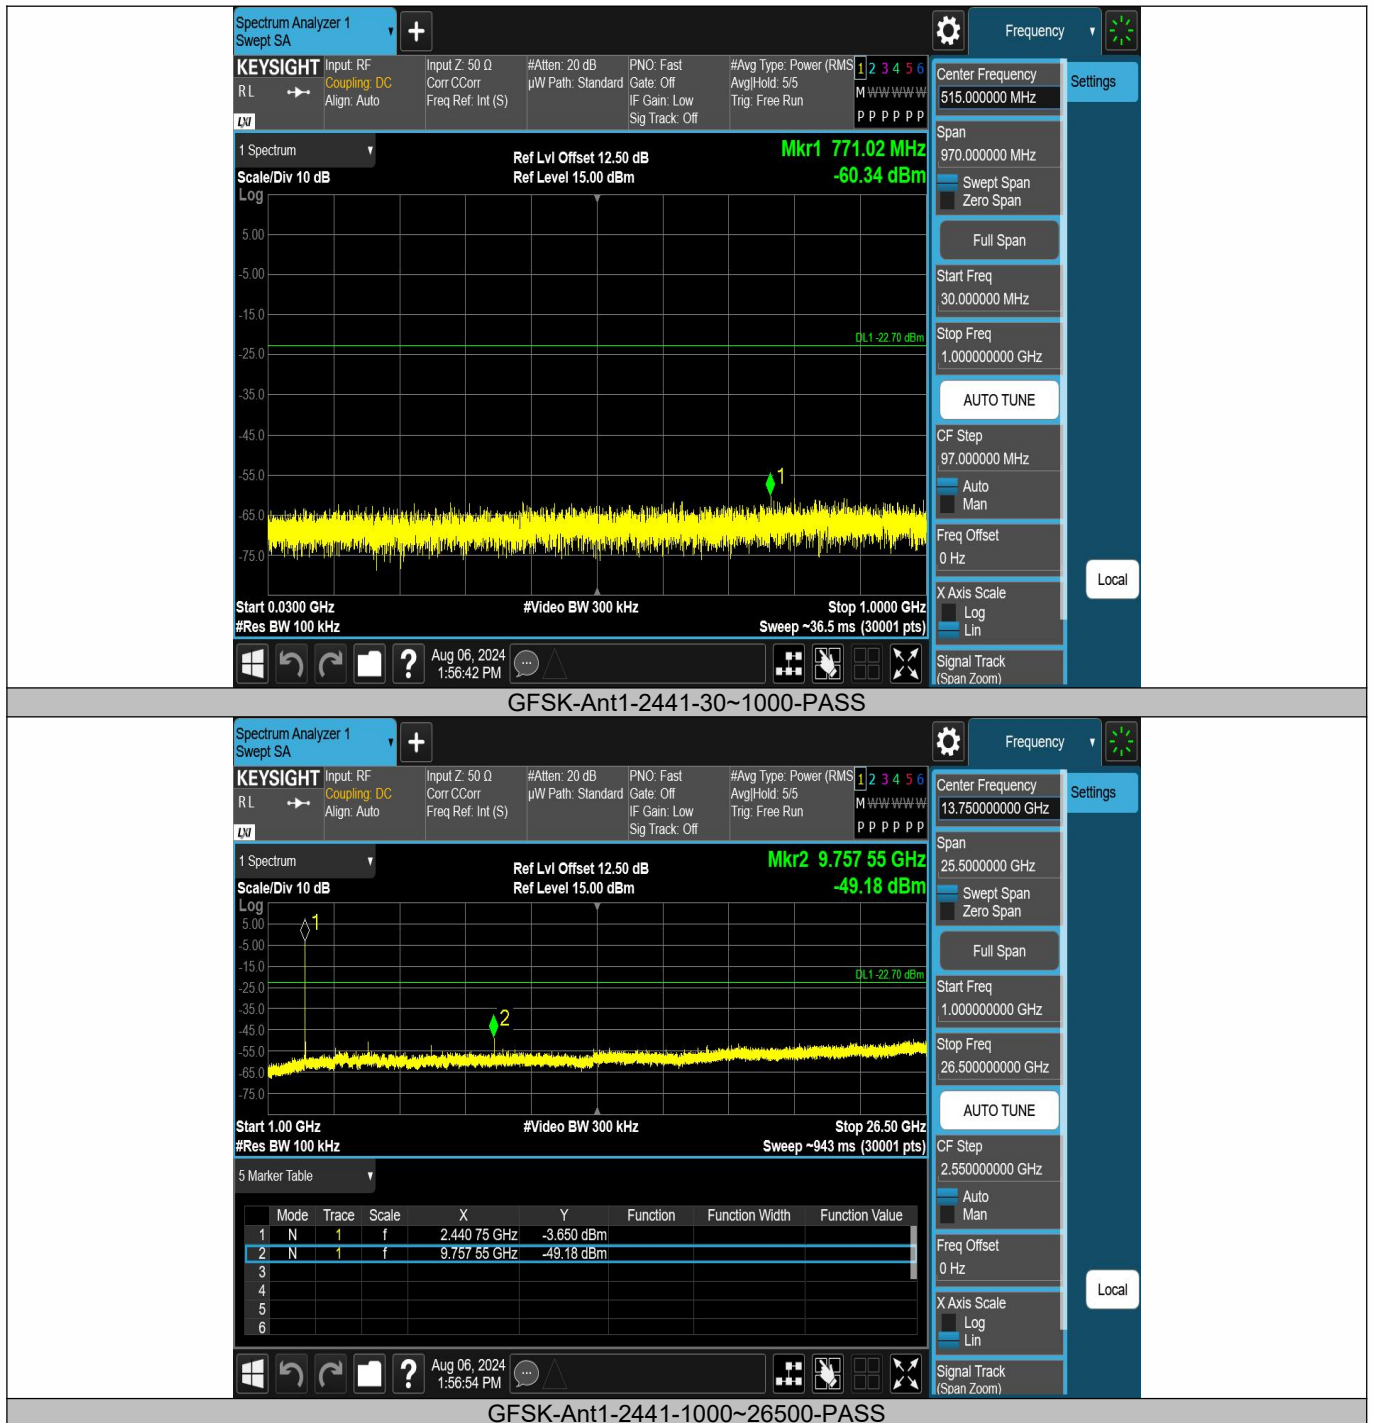 Spectrum Analyzer 1
Swept SA
Frequency
KEYSIGHT
Input: RF
Input Z: 50 Ω
#Atten: 20 dB
PNO: Fast
#Avg Type: Power (RMS
1 2 3 4 5 6
RL
Coupling: DC
Corr CCorr
µW Path: Standard
Gate: Off
Avg|Hold: 5/5
M W W W W W
Align: Auto
Freq Ref: Int (S)
IF Gain: Low
Trig: Free Run
Sig Track: Off
P P P P P P
LXI
1 Spectrum
Ref Lvl Offset 12.50 dB
Mkr1 771.02 MHz
Scale/Div 10 dB
Ref Level 15.00 dBm
-60.34 dBm
Log
5.00
-5.00
-15.0
DL1 -22.70 dBm
-25.0
-35.0
-45.0
-55.0
1
-65.0
-75.0
Start 0.0300 GHz
#Video BW 300 kHz
Stop 1.0000 GHz
#Res BW 100 kHz
Sweep ~36.5 ms (30001 pts)
Aug 06, 2024
1:56:42 PM
Center Frequency
515.000000 MHz
Settings
Span
970.000000 MHz
Swept Span
Zero Span
Full Span
Start Freq
30.000000 MHz
Stop Freq
1.000000000 GHz
AUTO TUNE
CF Step
97.000000 MHz
Auto
Man
Freq Offset
0 Hz
Local
X Axis Scale
Log
Lin
Signal Track
(Span Zoom)
GFSK-Ant1-2441-30~1000-PASS
Spectrum Analyzer 1
Swept SA
Frequency
KEYSIGHT
Input: RF
Input Z: 50 Ω
#Atten: 20 dB
PNO: Fast
#Avg Type: Power (RMS
1 2 3 4 5 6
RL
Coupling: DC
Corr CCorr
µW Path: Standard
Gate: Off
Avg|Hold: 5/5
M W W W W W
Align: Auto
Freq Ref: Int (S)
IF Gain: Low
Trig: Free Run
Sig Track: Off
P P P P P P
LXI
1 Spectrum
Ref Lvl Offset 12.50 dB
Mkr2 9.757 55 GHz
Scale/Div 10 dB
Ref Level 15.00 dBm
-49.18 dBm
Log
5.00
1
-5.00
-15.0
DL1 -22.70 dBm
-25.0
-35.0
2
-45.0
-55.0
-65.0
-75.0
Start 1.00 GHz
#Video BW 300 kHz
Stop 26.50 GHz
#Res BW 100 kHz
Sweep ~943 ms (30001 pts)
5 Marker Table
Mode Trace Scale X Y Function Function Width Function Value
1 N 1 f 2.440 75 GHz -3.650 dBm
2 N 1 f 9.757 55 GHz -49.18 dBm
3
4
5
6
Aug 06, 2024
1:56:54 PM
Center Frequency
13.750000000 GHz
Settings
Span
25.5000000 GHz
Swept Span
Zero Span
Full Span
Start Freq
1.000000000 GHz
Stop Freq
26.500000000 GHz
AUTO TUNE
CF Step
2.550000000 GHz
Auto
Man
Freq Offset
0 Hz
Local
X Axis Scale
Log
Lin
Signal Track
(Span Zoom)
GFSK-Ant1-2441-1000~26500-PASS